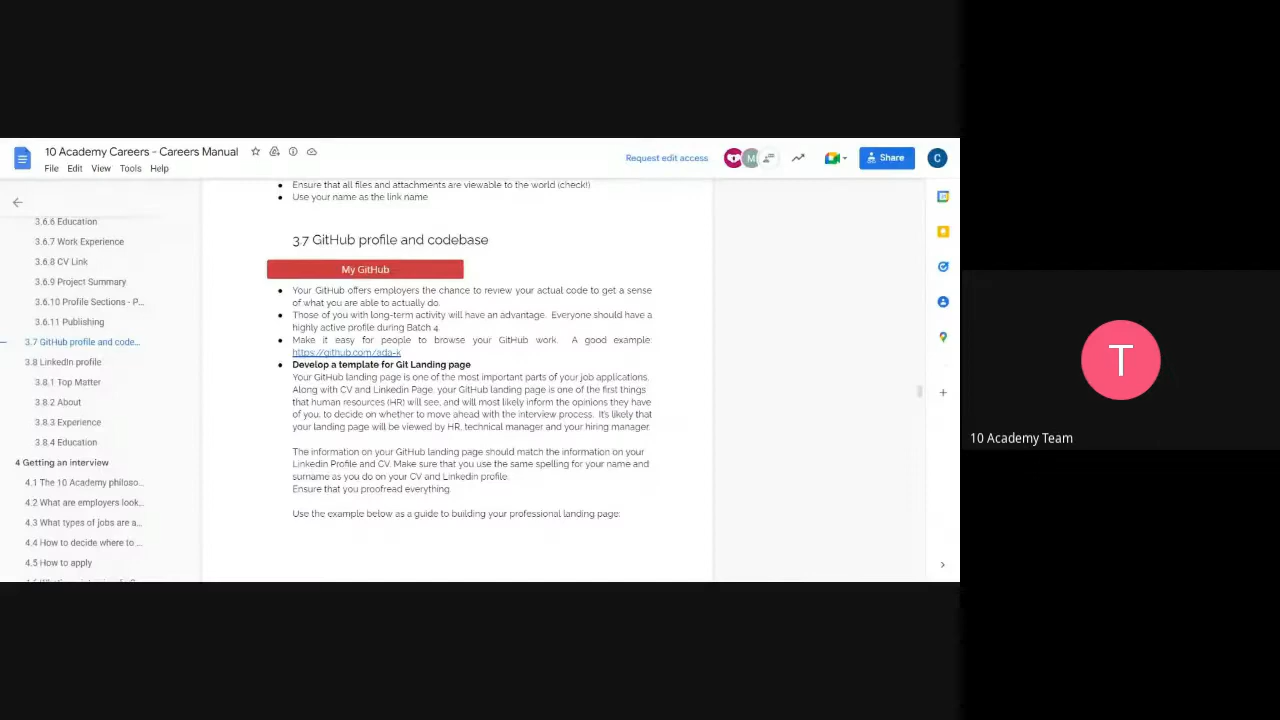 10 Academy Careers - Careers Manual
Request edit access
M
Share
C
File Edit View Tools Help
3.6.6 Education
3.6.7 Work Experience
3.6.8 CV Link
3.6.9 Project Summary
3.6.10 Profile Sections - P...
3.6.11 Publishing
3.7 GitHub profile and code...
3.8 LinkedIn profile
3.8.1 Top Matter
3.8.2 About
3.8.3 Experience
3.8.4 Education
4 Getting an interview
4.1 The 10 Academy philoso...
4.2 What are employers look...
4.3 What types of jobs are a...
4.4 How to decide where to ...
4.5 How to apply
● Ensure that all files and attachments are viewable to the world (check!)
● Use your name as the link name
3.7 GitHub profile and codebase
My GitHub
● Your GitHub offers employers the chance to review your actual code to get a sense
of what you are able to actually do.
● Those of you with long-term activity will have an advantage. Everyone should have a
highly active profile during Batch 4.
● Make it easy for people to browse your GitHub work. A good example:
https://github.com/ada-k
● Develop a template for Git Landing page
Your GitHub landing page is one of the most important parts of your job applications.
Along with CV and Linkedin Page, your GitHub landing page is one of the first things
that human resources (HR) will see, and will most likely inform the opinions they have
of you, to decide on whether to move ahead with the interview process. It's likely that
your landing page will be viewed by HR, technical manager and your hiring manager.
The information on your GitHub landing page should match the information on your
Linkedin Profile and CV. Make sure that you use the same spelling for your name and
surname as you do on your CV and Linkedin profile.
Ensure that you proofread everything.
Use the example below as a guide to building your professional landing page:
T
10 Academy Team